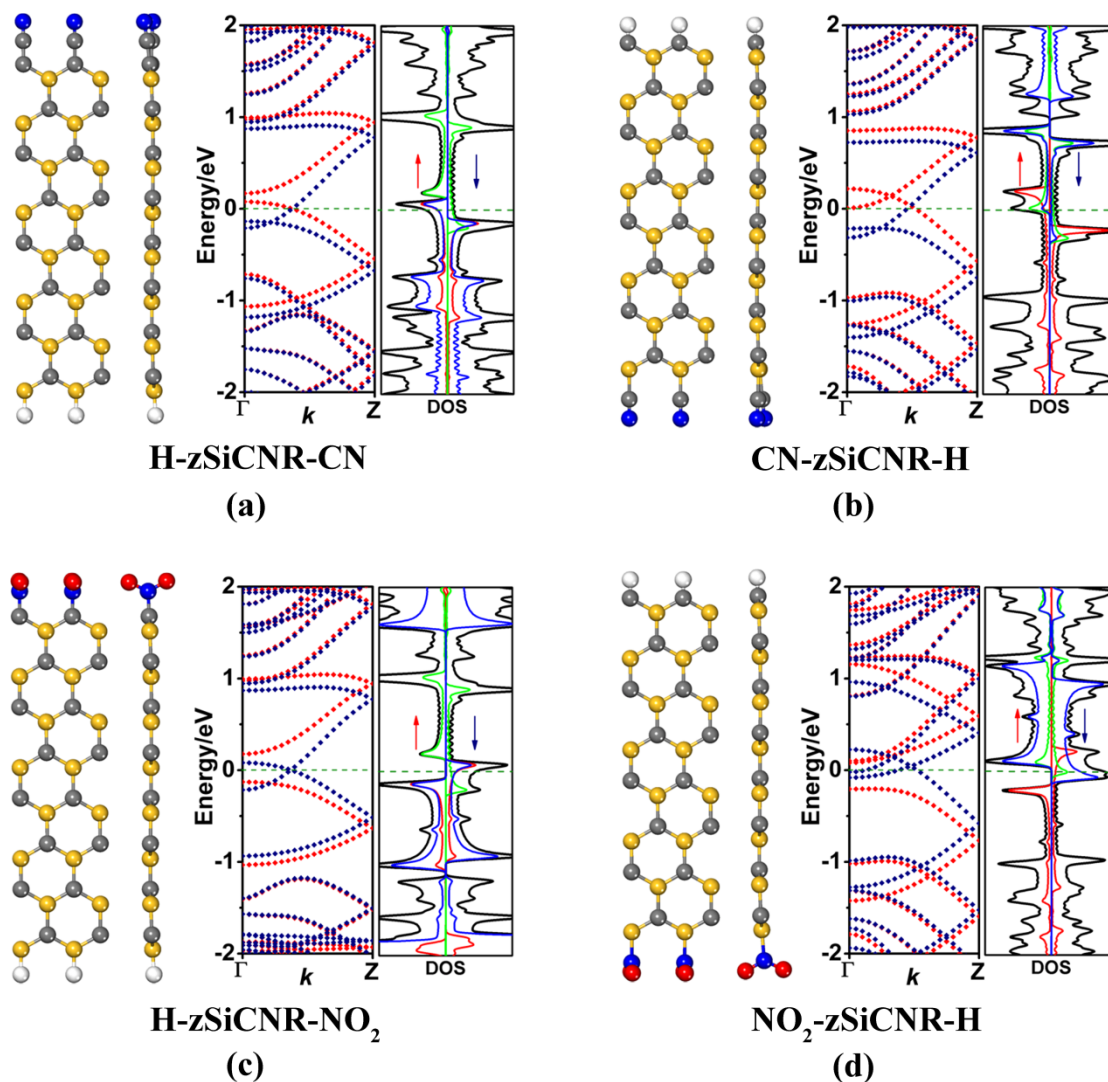 2
1
0
-1
-2
Energy/eV
Γ
k
Z
DOS
H-zSiCNR-CN
(a)
2
1
0
-1
-2
Energy/eV
Γ
k
Z
DOS
CN-zSiCNR-H
(b)
2
1
0
-1
-2
Energy/eV
Γ
k
Z
DOS
H-zSiCNR-NO₂
(c)
2
1
0
-1
-2
Energy/eV
Γ
k
Z
DOS
NO₂-zSiCNR-H
(d)